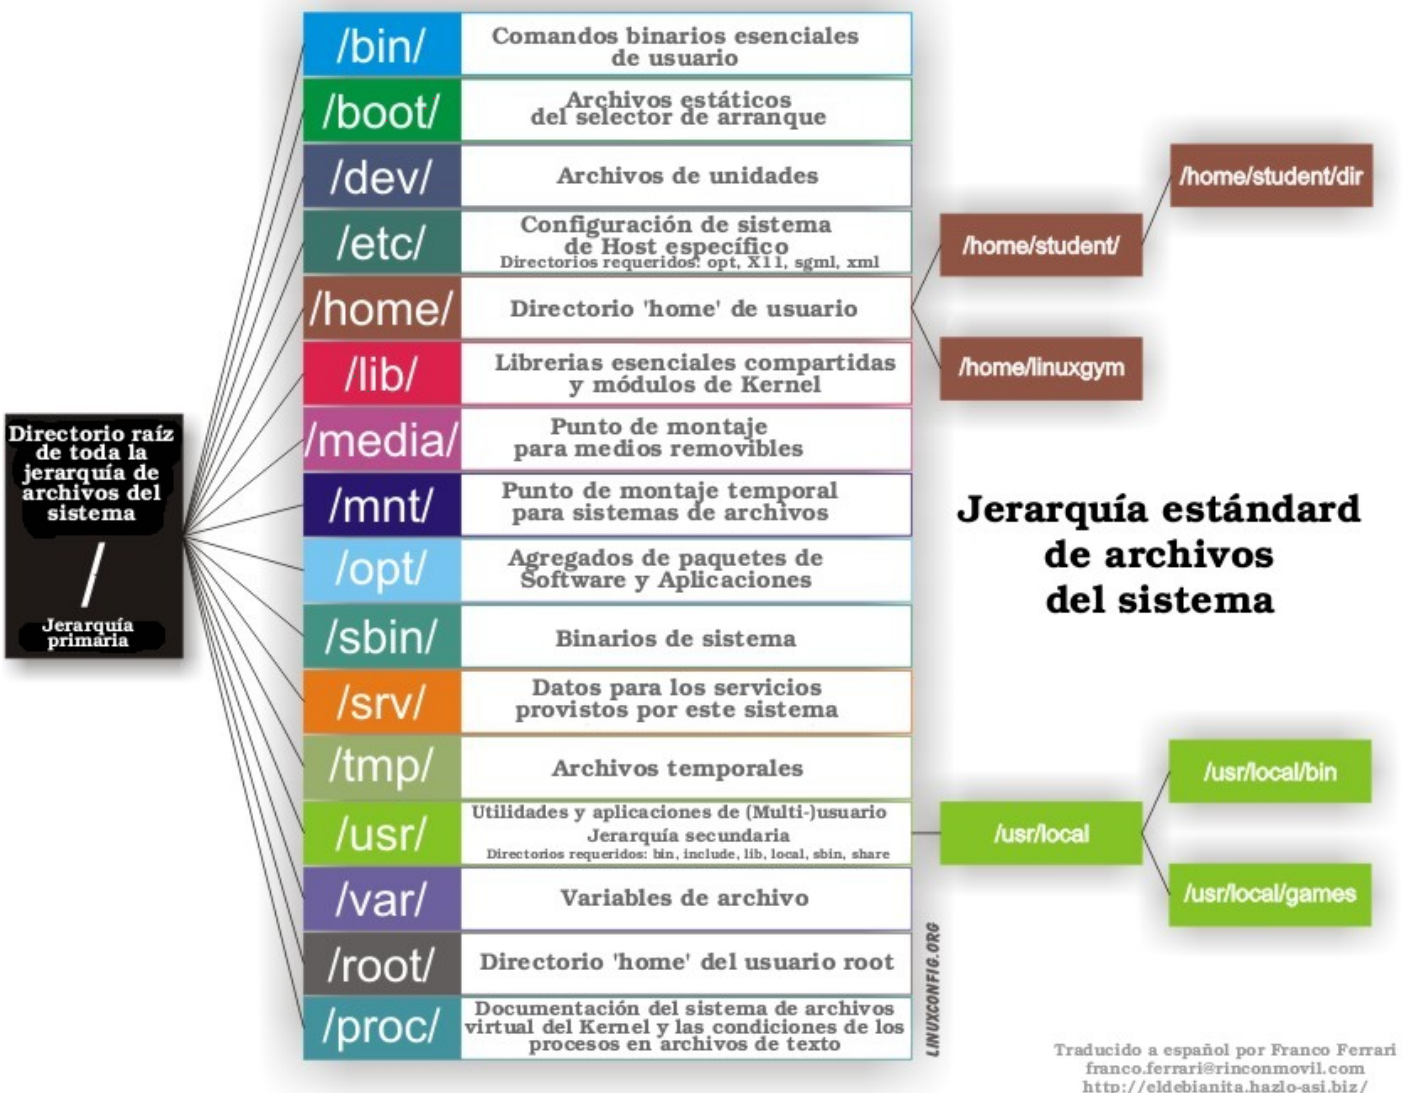 Directorio raíz
de toda la
jerarquía de
archivos del
sistema
/
Jerarquía
primaria
/bin/
Comandos binarios esenciales
de usuario
/boot/
Archivos estáticos
del selector de arranque
/dev/
Archivos de unidades
/etc/
Configuración de sistema
de Host específico
Directorios requeridos: opt, X11, sgml, xml
/home/
Directorio 'home' de usuario
/home/student/
/home/student/dir
/home/linuxgym
/lib/
Librerias esenciales compartidas
y módulos de Kernel
/media/
Punto de montaje
para medios removibles
/mnt/
Punto de montaje temporal
para sistemas de archivos
/opt/
Agregados de paquetes de
Software y Aplicaciones
/sbin/
Binarios de sistema
/srv/
Datos para los servicios
provistos por este sistema
/tmp/
Archivos temporales
/usr/
Utilidades y aplicaciones de (Multi-)usuario
Jerarquía secundaria
Directorios requeridos: bin, include, lib, local, sbin, share
/usr/local
/usr/local/bin
/usr/local/games
/var/
Variables de archivo
/root/
Directorio 'home' del usuario root
/proc/
Documentación del sistema de archivos
virtual del Kernel y las condiciones de los
procesos en archivos de texto
Jerarquía estándard
de archivos
del sistema
LINUXCONFIG.ORG
Traducido a español por Franco Ferrari
franco.ferrari@rinconmovil.com
http://eldebianita.hazlo-asi.biz/